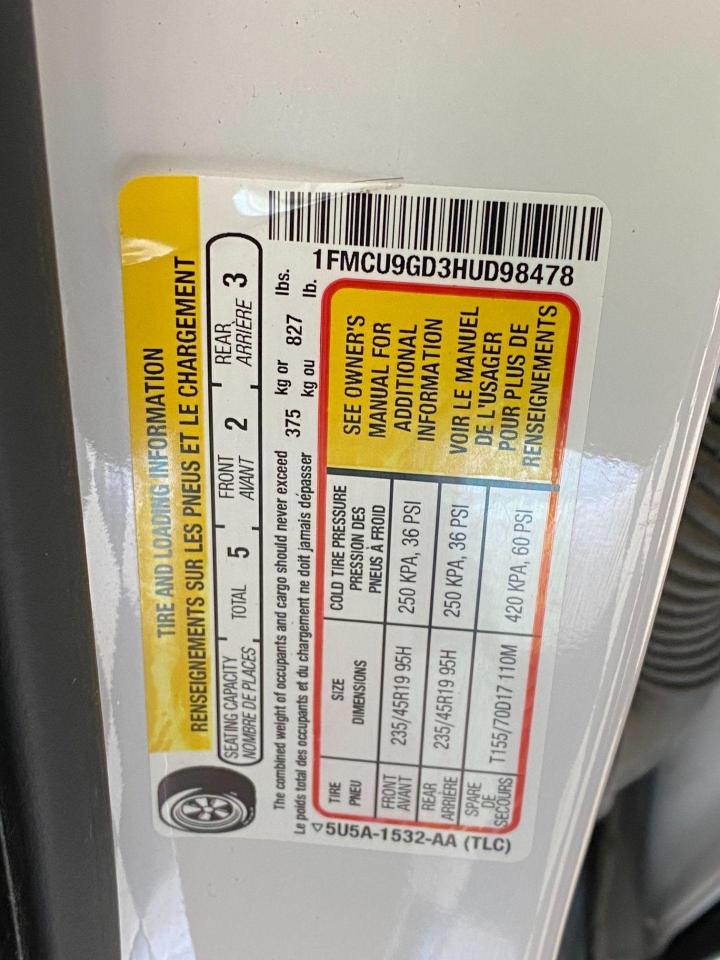 TIRE AND LOADING INFORMATION
RENSEIGNEMENTS SUR LES PNEUS ET LE CHARGEMENT
SEATING CAPACITY
NOMBRE DE PLACES
TOTAL 5
FRONT
AVANT 2
REAR
ARRIÈRE 3
The combined weight of occupants and cargo should never exceed 375 kg or 827 lbs.
Le poids total des occupants et du chargement ne doit jamais dépasser kg ou lb.
TIRE
PNEU
SIZE
DIMENSIONS
COLD TIRE PRESSURE
PRESSION DES
PNEUS À FROID
FRONT
AVANT
235/45R19 95H
250 KPA, 36 PSI
REAR
ARRIÈRE
235/45R19 95H
250 KPA, 36 PSI
SPARE
DE
SECOURS
T155/70D17 110M
420 KPA, 60 PSI
SEE OWNER'S
MANUAL FOR
ADDITIONAL
INFORMATION
VOIR LE MANUEL
DE L'USAGER
POUR PLUS DE
RENSEIGNEMENTS
5U5A-1532-AA (TLC)
1FMCU9GD3HUD98478